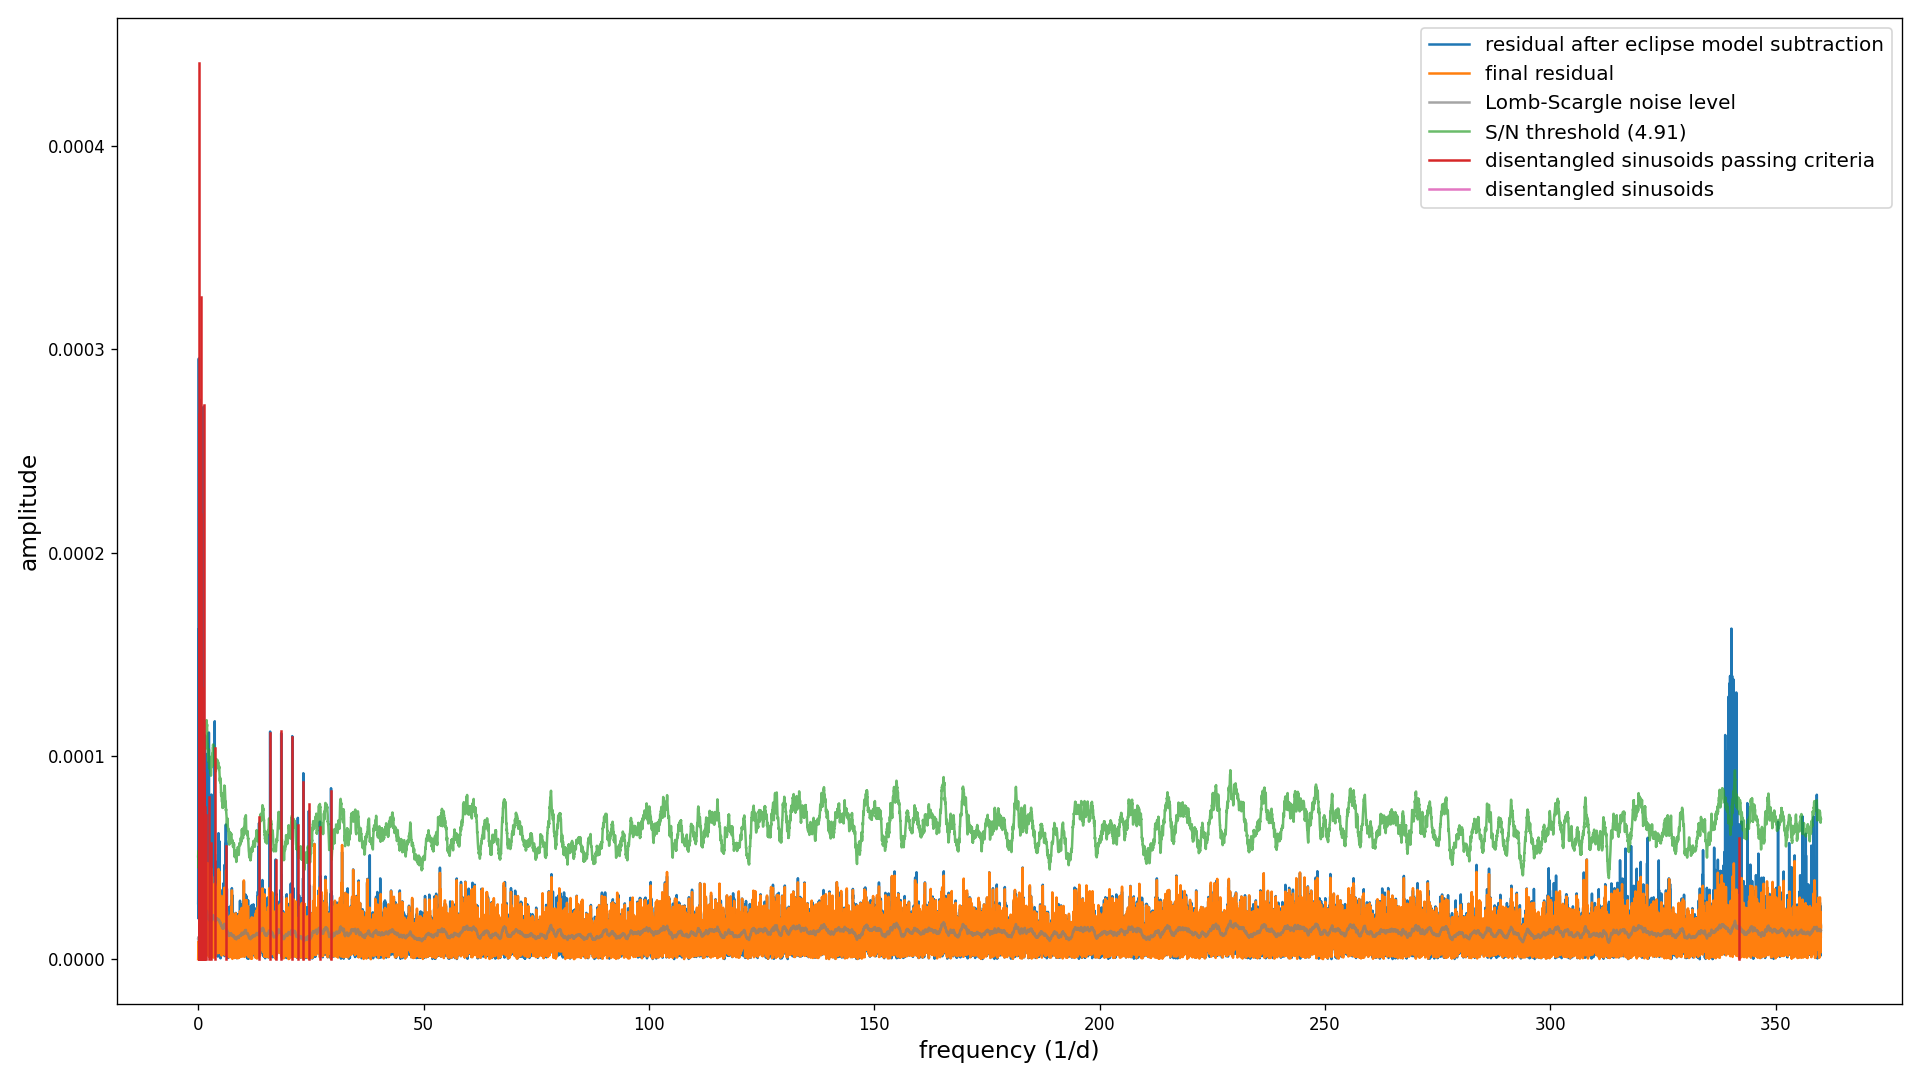 residual after eclipse model subtraction
final residual
Lomb-Scargle noise level
S/N threshold (4.91)
disentangled sinusoids passing criteria
disentangled sinusoids
amplitude
0.0004
0.0003
0.0002
0.0001
0.0000
0 50 100 150 200 250 300 350
frequency (1/d)